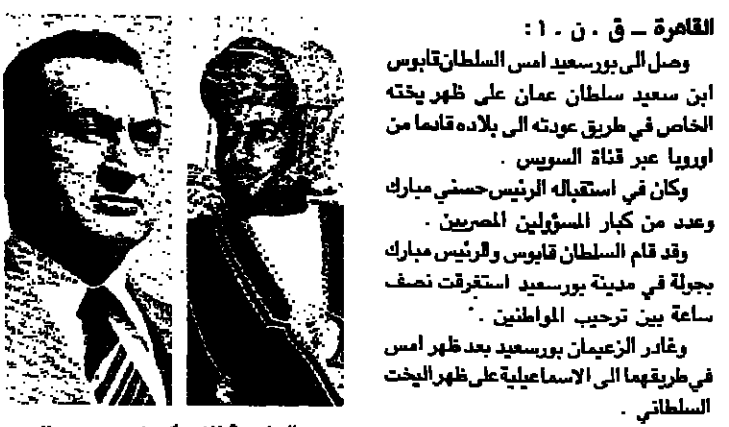 القاهرة ــ ق . ن . ا :
وصل الى بورسعيد امس السلطان قابوس
ابن سعيد سلطان عمان على ظهر يخته
الخاص في طريق عودته الى بلاده قادما من
اوروبا عبر قناة السويس .
وكان في استقباله الرئيس حسني مبارك
وعدد من كبار المسؤولين المصريين .
وقد قام السلطان قابوس والرئيس مبارك
بجولة في مدينة بورسعيد استغرقت نصف
ساعة بين ترحيب المواطنين .
وغادر الزعيمان بورسعيد بعد ظهر امس
في طريقهما الى الاسماعيلية على ظهر اليخت
السلطاني .